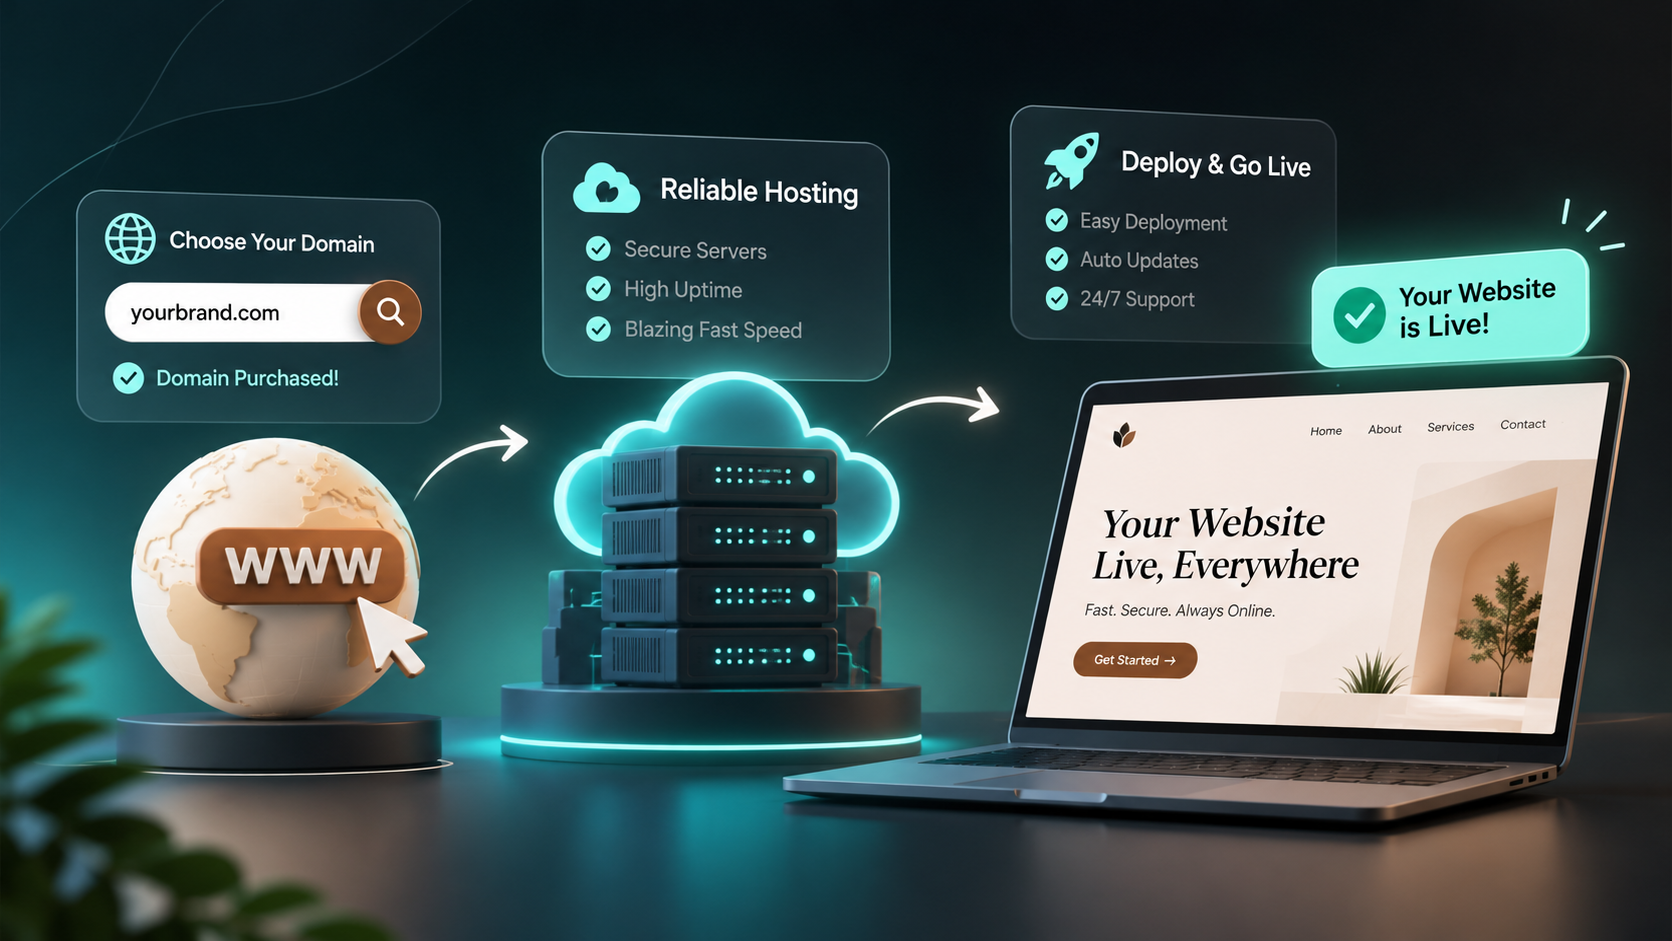 Choose Your Domain
yourbrand.com
Domain Purchased!
WWW
Reliable Hosting
Secure Servers
High Uptime
Blazing Fast Speed
Deploy & Go Live
Easy Deployment
Auto Updates
24/7 Support
Your Website
is Live!
Home About Services Contact
Your Website
Live, Everywhere
Fast. Secure. Always Online.
Get Started →